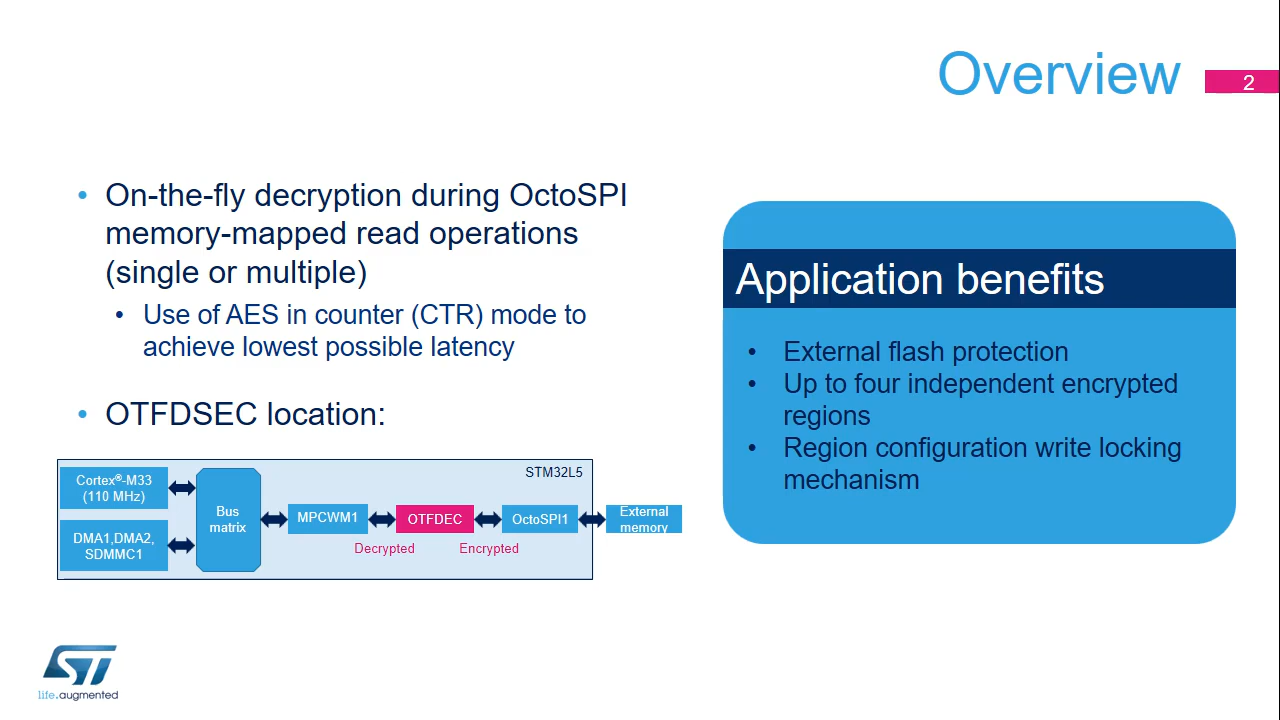 Overview
2
• On-the-fly decryption during OctoSPI
memory-mapped read operations
(single or multiple)
• Use of AES in counter (CTR) mode to
achieve lowest possible latency
• OTFDSEC location:
STM32L5
Cortex®-M33
(110 MHz)
DMA1,DMA2,
SDMMC1
Bus
matrix
MPCWM1
OTFDEC
OctoSPI1
External
memory
Decrypted
Encrypted
Application benefits
• External flash protection
• Up to four independent encrypted
regions
• Region configuration write locking
mechanism
ST
life.augmented